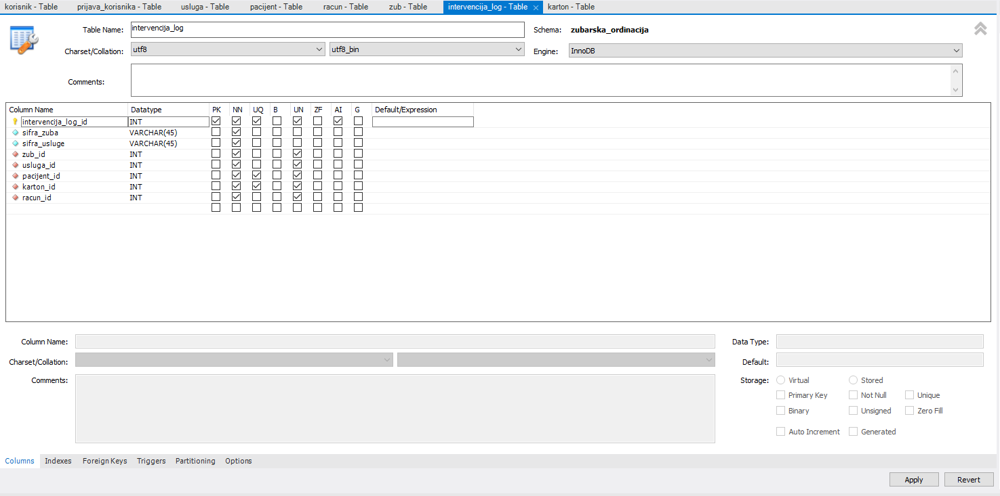 korisnik - Table prijava_korisnika - Table usluga - Table pacijent - Table racun - Table zub - Table intervencija_log - Table karton - Table
Table Name: intervencija_log Schema: zubarska_ordinacija
Charset/Collation: utf8 utf8_bin Engine: InnoDB
Comments:
Column Name Datatype PK NN UQ B UN ZF AI G Default/Expression
intervencija_log_id INT
sifra_zuba VARCHAR(45)
sifra_usluge VARCHAR(45)
zub_id INT
usluga_id INT
pacijent_id INT
karton_id INT
racun_id INT
Column Name: Data Type:
Charset/Collation: Default:
Comments: Storage: Virtual Stored
Primary Key Not Null Unique
Binary Unsigned Zero Fill
Auto Increment Generated
Columns Indexes Foreign Keys Triggers Partitioning Options
Apply Revert